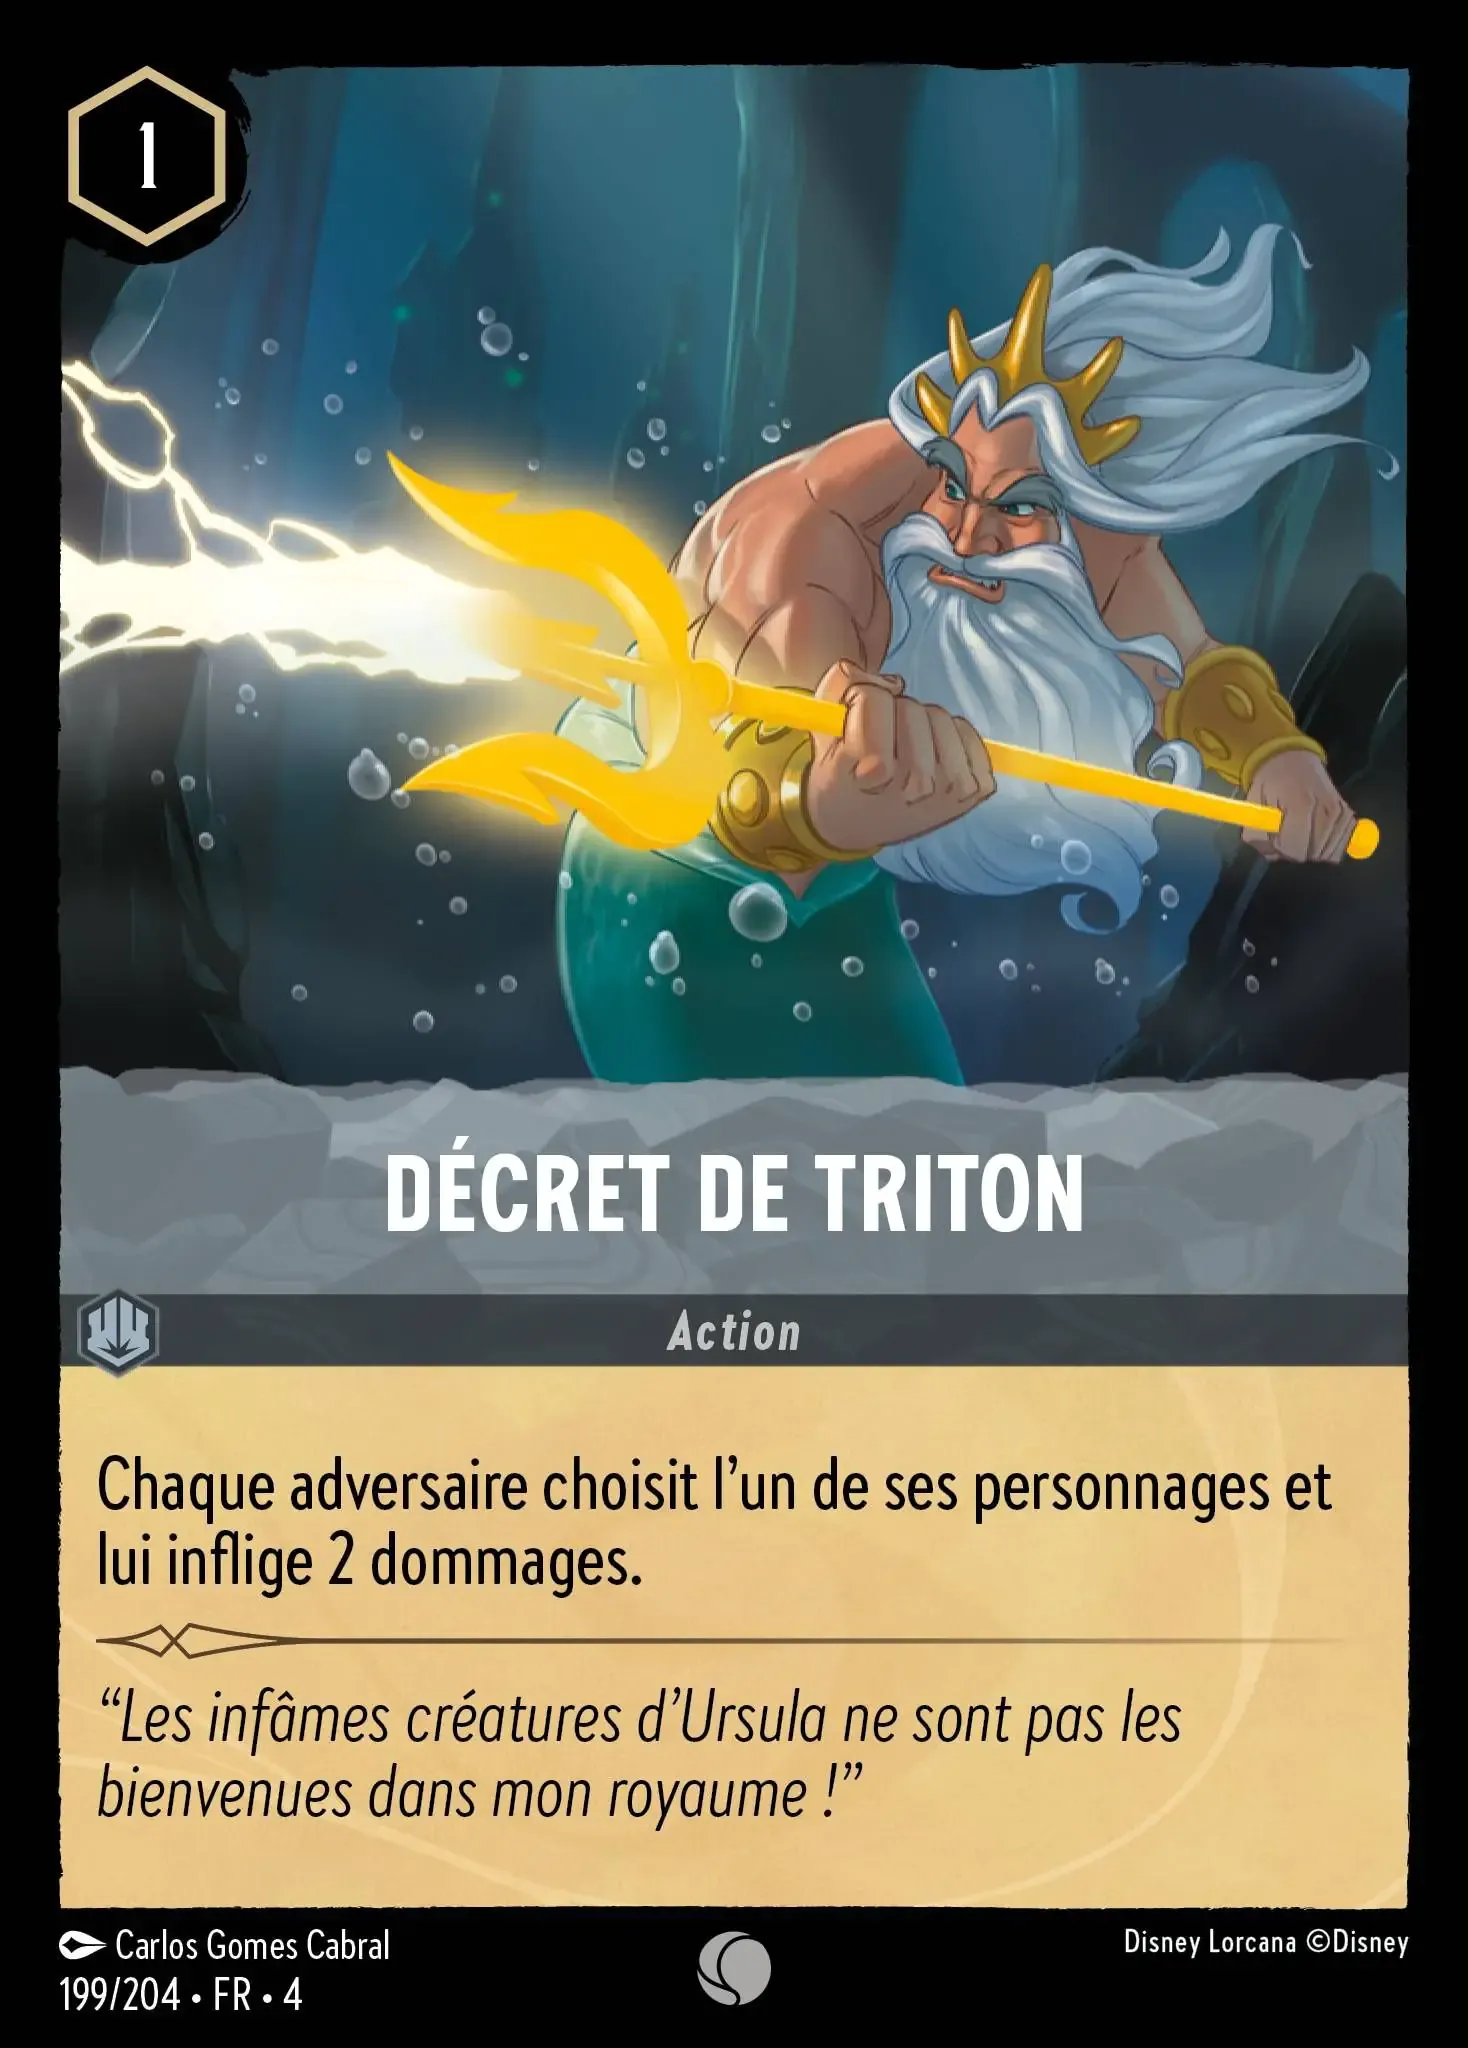 1
DÉCRET DE TRITON
Action
Chaque adversaire choisit l’un de ses personnages et
lui inflige 2 dommages.
“Les infâmes créatures d’Ursula ne sont pas les
bienvenues dans mon royaume !”
Carlos Gomes Cabral
Disney Lorcana ©Disney
199/204 • FR • 4